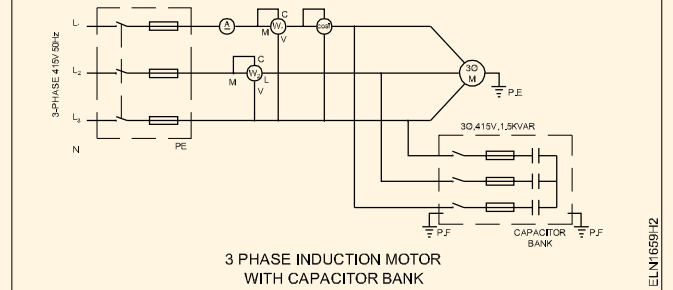 3-PHASE 415V 50Hz
L1
L2
L3
N
PE
A
M
C
W1
V
cosf
M
C
W2
L
V
3Ø
M
P.E
3Ø,415V,1.5KVAR
P.F
CAPACITOR
BANK
P.F
3 PHASE INDUCTION MOTOR
WITH CAPACITOR BANK
ELN1659H2